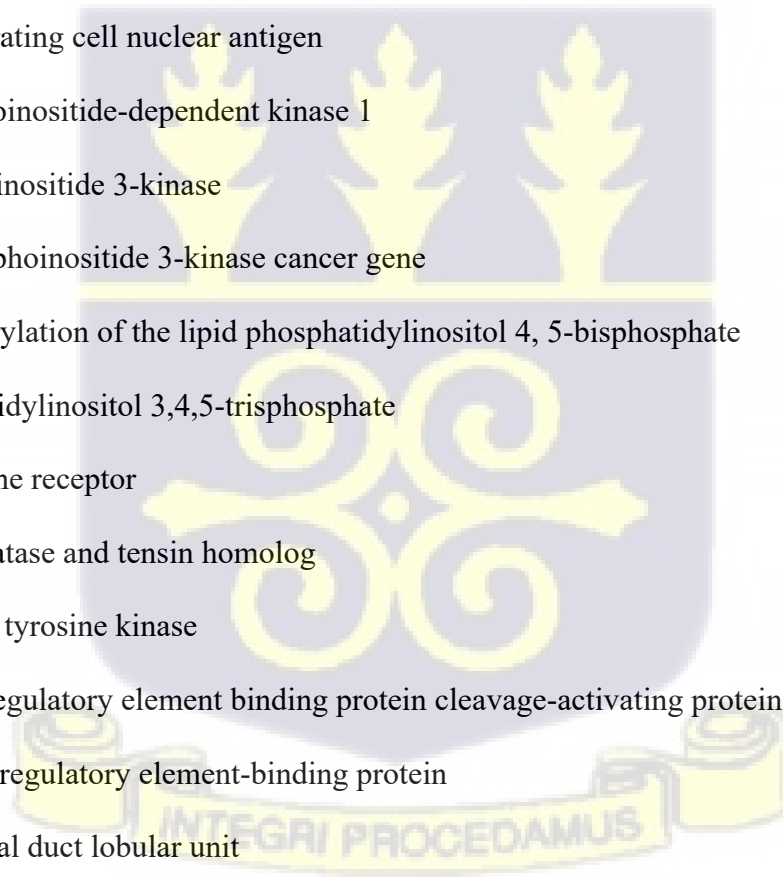 rating cell nuclear antigen
oinositide-dependent kinase 1
inositide 3-kinase
phoinositide 3-kinase cancer gene
ylation of the lipid phosphatidylinositol 4, 5-bisphosphate
idylinositol 3,4,5-trisphosphate
ne receptor
atase and tensin homolog
tyrosine kinase
egulatory element binding protein cleavage-activating protein
regulatory element-binding protein
al duct lobular unit
INTEGRI PROCEDAMUS